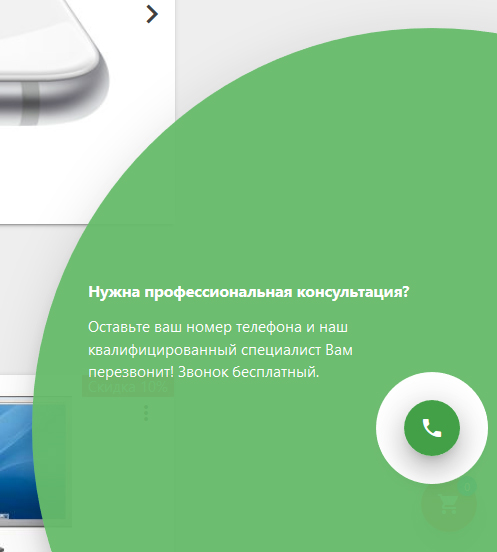 Нужна профессиональная консультация?
Оставьте ваш номер телефона и наш
квалифицированный специалист Вам
перезвонит! Звонок бесплатный.